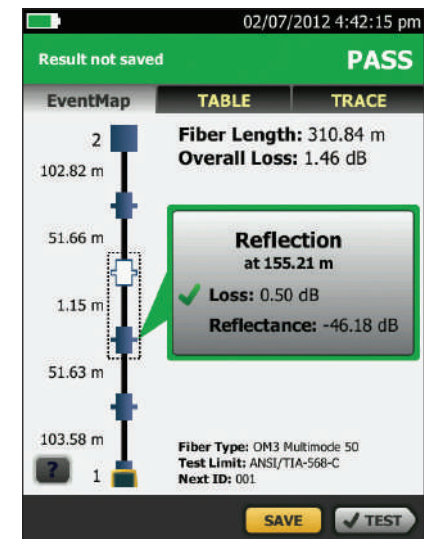 02/07/2012 4:42:15 pm
Result not saved
PASS
EventMap
TABLE
TRACE
2
Fiber Length: 310.84 m
Overall Loss: 1.46 dB
102.82 m
51.66 m
Reflection
at 155.21 m
Loss: 0.50 dB
Reflectance: -46.18 dB
1.15 m
51.63 m
103.58 m
Fiber Type: OM3 Multimode 50
Test Limit: ANSI/TIA-568-C
Next ID: 001
?
1
SAVE
TEST